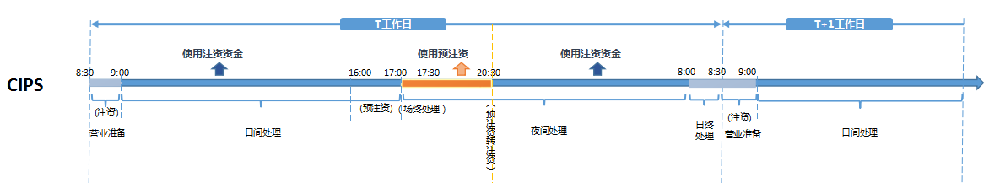 T工作日
T+1工作日
使用注资资金
使用预注资
使用注资资金
8:30
9:00
16:00
17:00
17:30
20:30
8:00
8:30
9:00
CIPS
(注资)
(预注资)
(场终处理)
(预注资转注资)
(注资)
营业准备
日间处理
夜间处理
日终
处理
营业准备
日间处理